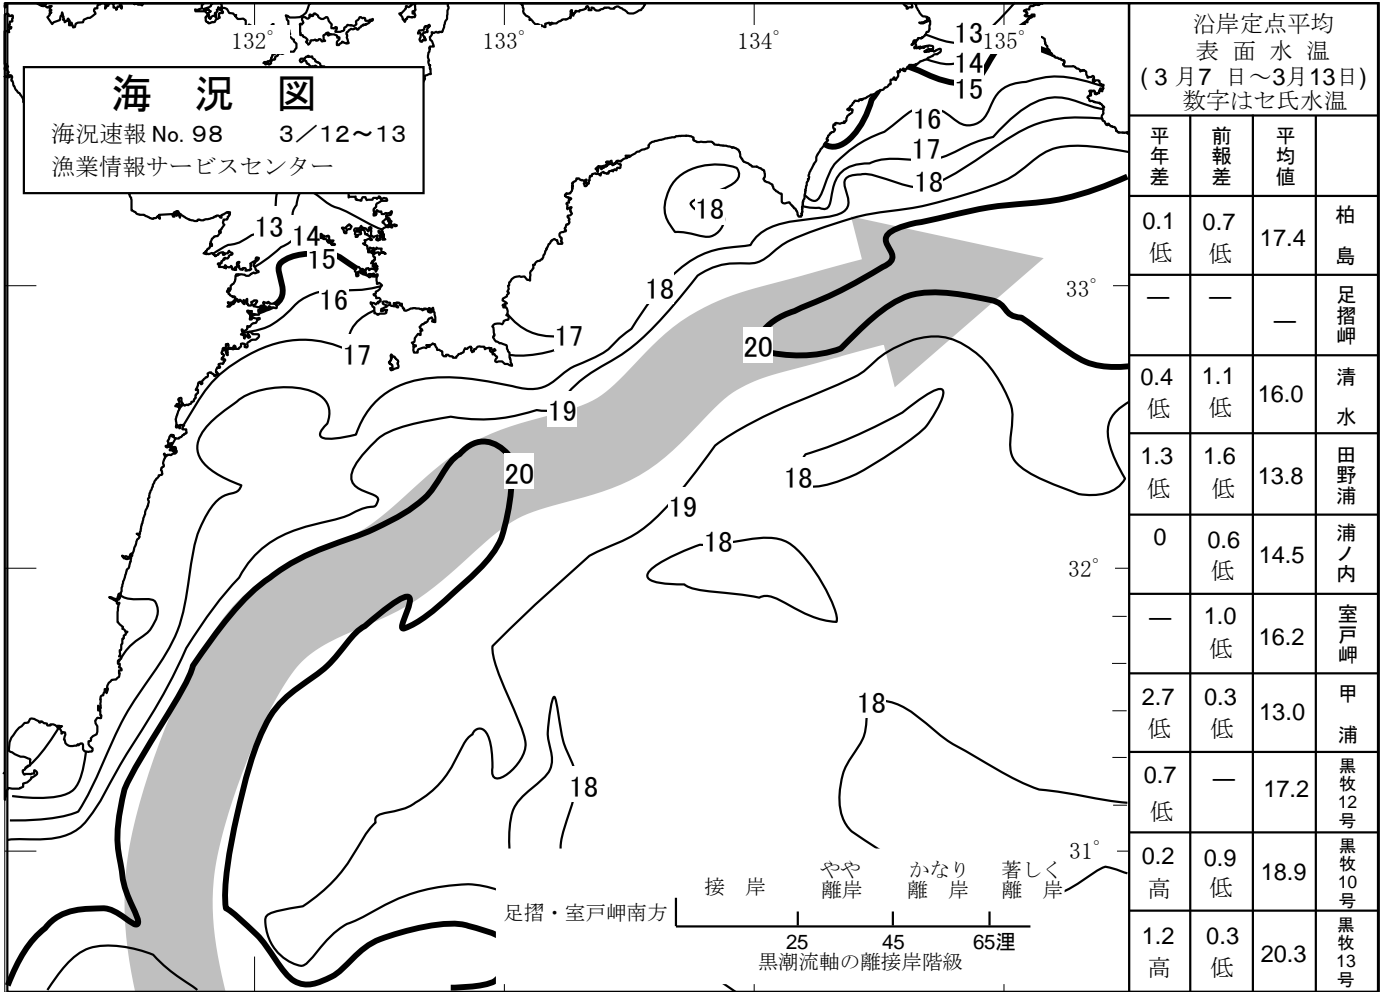 海 況 図
海況速報 No. 98 3／12～13
漁業情報サービスセンター
132°
133°
134°
135°
13
14
15
16
17
18
18
13
14
15
16
17
18
17
33°
20
19
20
18
19
18
32°
18
18
31°
接 岸
やや離岸
かなり離 岸
著しく離 岸
足摺・室戸岬南方
25 45 65浬
黒潮流軸の離接岸階級
沿岸定点平均
表 面 水 温
(3月7 日～3月13日)
数字はセ氏水温
平年差 前報差 平均値
0.1低 0.7低 17.4 柏島
— — — 足摺岬
0.4低 1.1低 16.0 清水
1.3低 1.6低 13.8 田野浦
0 0.6低 14.5 浦ノ内
— 1.0低 16.2 室戸岬
2.7低 0.3低 13.0 甲浦
0.7低 — 17.2 黒牧12号
0.2高 0.9低 18.9 黒牧10号
1.2高 0.3低 20.3 黒牧13号